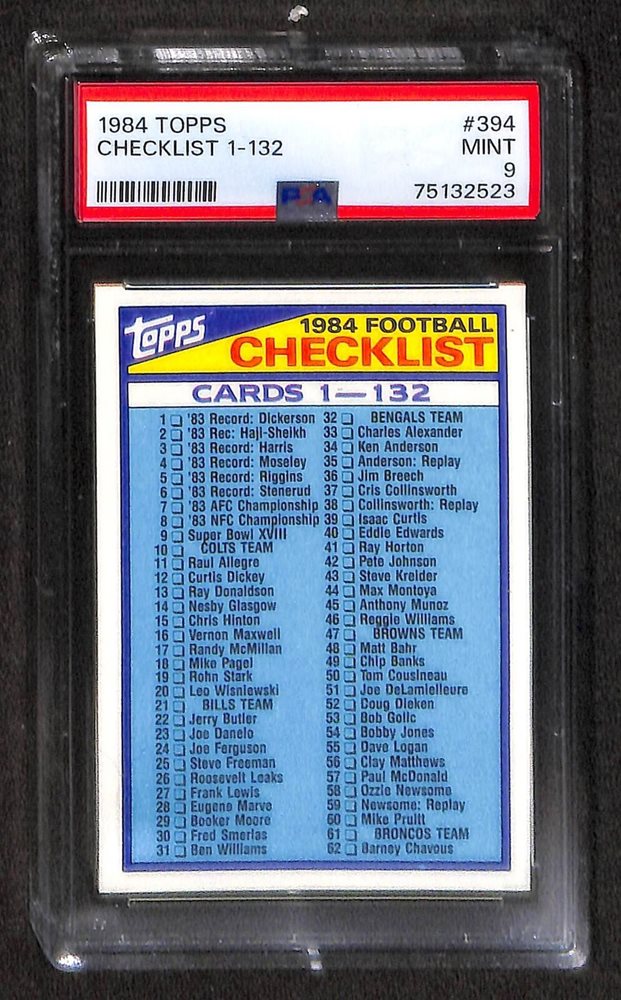 1984 TOPPS #394
CHECKLIST 1-132 MINT
9
75132523
PSA
topps
1984 FOOTBALL
CHECKLIST
CARDS 1—132
1 '83 Record: Dickerson
2 '83 Rec: Haji-Sheikh
3 '83 Record: Harris
4 '83 Record: Moseley
5 '83 Record: Riggins
6 '83 Record: Stenerud
7 '83 AFC Championship
8 '83 NFC Championship
9 Super Bowl XVIII
10 COLTS TEAM
11 Raul Allegre
12 Curtis Dickey
13 Ray Donaldson
14 Nesby Glasgow
15 Chris Hinton
16 Vernon Maxwell
17 Randy McMillan
18 Mike Pagel
19 Rohn Stark
20 Leo Wisniewski
21 BILLS TEAM
22 Jerry Butler
23 Joe Danelo
24 Joe Ferguson
25 Steve Freeman
26 Roosevelt Leaks
27 Frank Lewis
28 Eugene Marve
29 Booker Moore
30 Fred Smerlas
31 Ben Williams
32 BENGALS TEAM
33 Charles Alexander
34 Ken Anderson
35 Anderson: Replay
36 Jim Breech
37 Cris Collinsworth
38 Collinsworth: Replay
39 Isaac Curtis
40 Eddie Edwards
41 Ray Horton
42 Pete Johnson
43 Steve Kreider
44 Max Montoya
45 Anthony Munoz
46 Reggie Williams
47 BROWNS TEAM
48 Matt Bahr
49 Chip Banks
50 Tom Cousineau
51 Joe DeLamielleure
52 Doug Dieken
53 Bob Golic
54 Bobby Jones
55 Dave Logan
56 Clay Matthews
57 Paul McDonald
58 Ozzie Newsome
59 Newsome: Replay
60 Mike Pruitt
61 BRONCOS TEAM
62 Barney Chavous